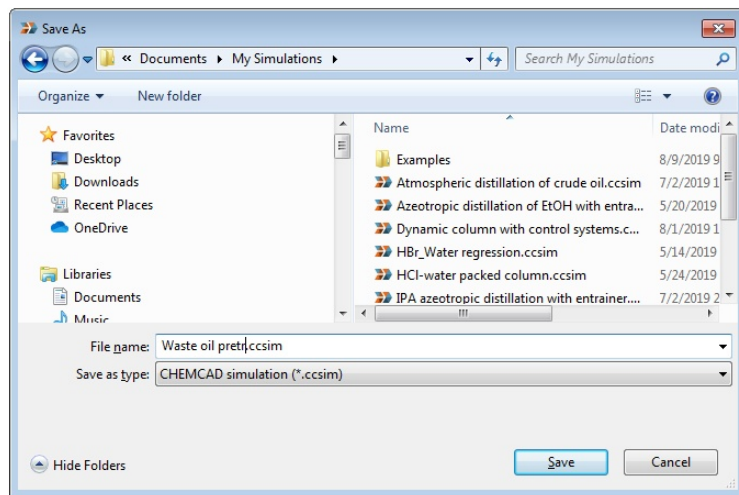 Save As
« Documents ▸ My Simulations ▸
Search My Simulations
Organize ▾ New folder
Favorites
Desktop
Downloads
Recent Places
OneDrive
Libraries
Documents
Music
Name Date modi
Examples 8/9/2019 9
Atmospheric distillation of crude oil.ccsim 7/2/2019 1
Azeotropic distillation of EtOH with entra... 5/20/2019
Dynamic column with control systems.c... 8/1/2019 1
HBr_Water regression.ccsim 5/14/2019
HCl-water packed column.ccsim 5/24/2019
IPA azeotropic distillation with entrainer.... 7/2/2019 2
File name: Waste oil pretr.ccsim
Save as type: CHEMCAD simulation (*.ccsim)
Hide Folders
Save
Cancel